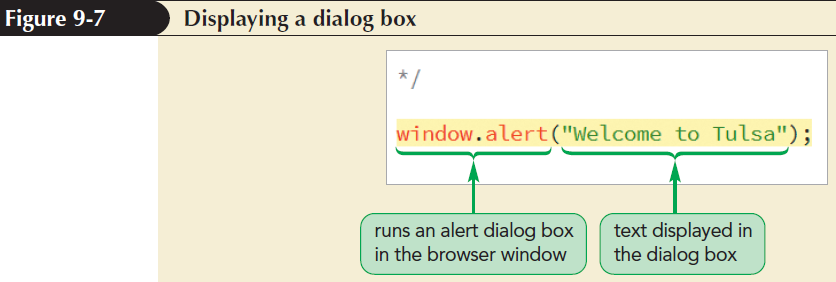 Figure 9-7
Displaying a dialog box
*/
window.alert("Welcome to Tulsa");
runs an alert dialog box
in the browser window
text displayed in
the dialog box